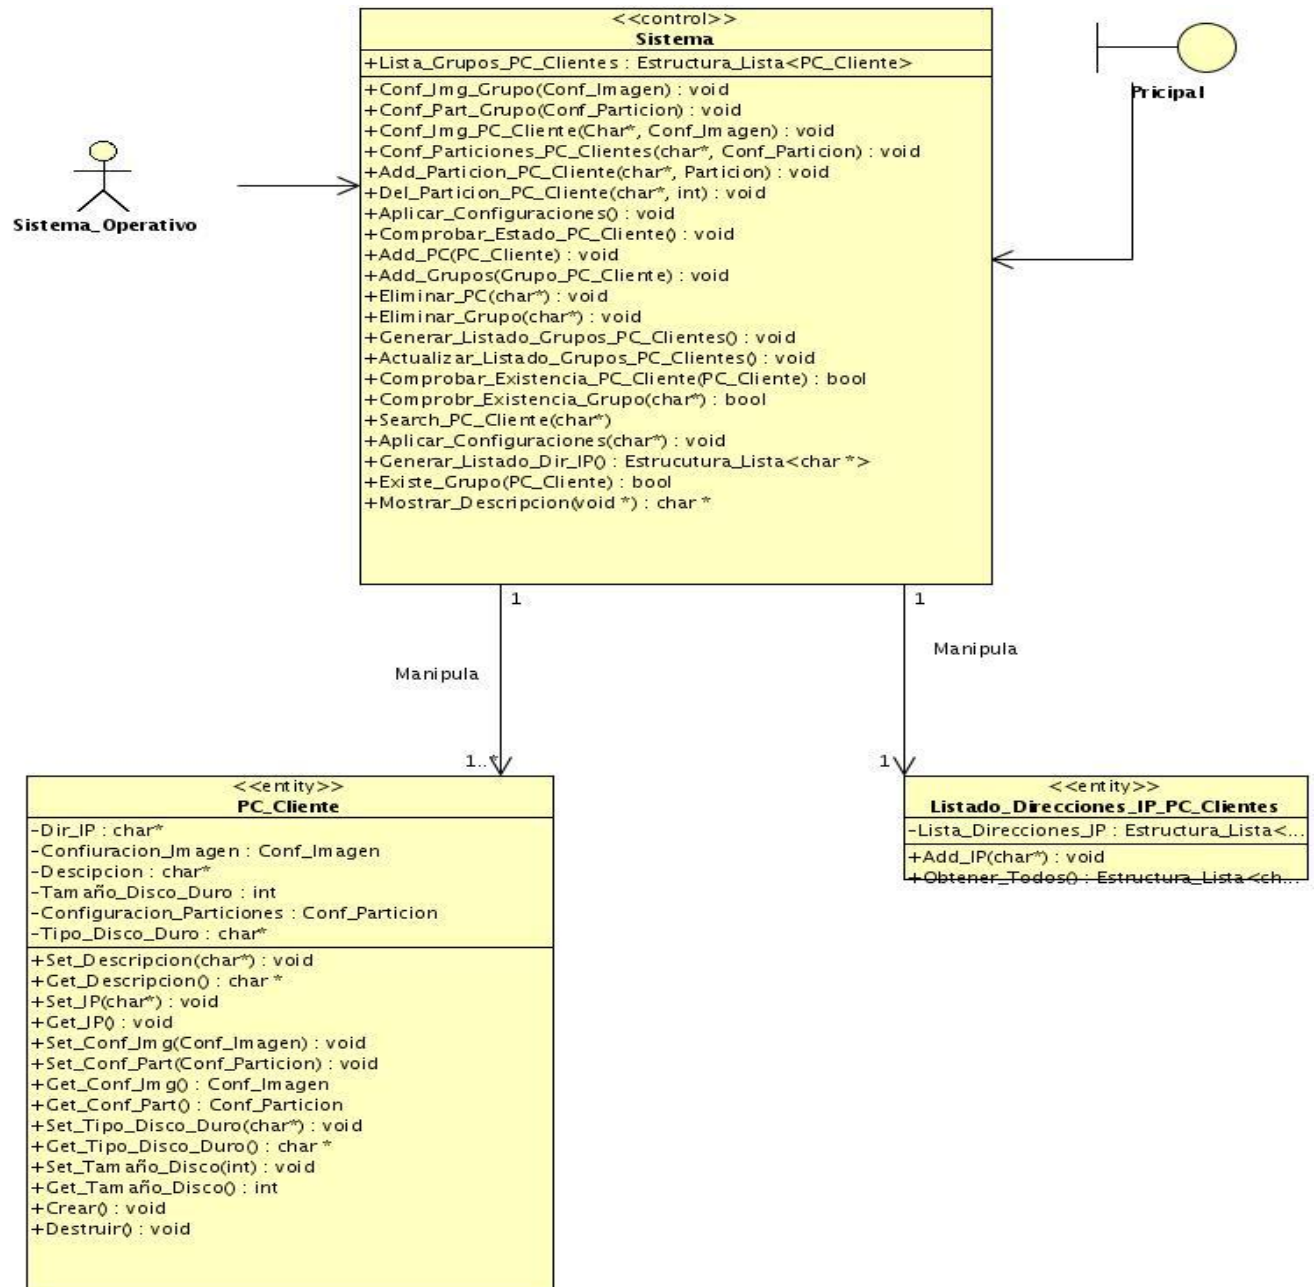 <<control>>
Sistema
+Lista_Grupos_PC_Clientes : Estructura_Lista<PC_Cliente>
+Conf_Img_Grupo(Conf_Imagen) : void
+Conf_Part_Grupo(Conf_Particion) : void
+Conf_Img_PC_Cliente(Char*, Conf_Imagen) : void
+Conf_Particiones_PC_Clientes(char*, Conf_Particion) : void
+Add_Particion_PC_Cliente(char*, Particion) : void
+Del_Particion_PC_Cliente(char*, int) : void
+Aplicar_Configuraciones() : void
+Comprobar_Estado_PC_Cliente() : void
+Add_PC(PC_Cliente) : void
+Add_Grupos(Grupo_PC_Cliente) : void
+Eliminar_PC(char*) : void
+Eliminar_Grupo(char*) : void
+Generar_Listado_Grupos_PC_Clientes() : void
+Actualizar_Listado_Grupos_PC_Clientes() : void
+Comprobar_Existencia_PC_Cliente(PC_Cliente) : bool
+Comprobr_Existencia_Grupo(char*) : bool
+Search_PC_Cliente(char*)
+Aplicar_Configuraciones(char*) : void
+Generar_Listado_Dir_IP() : Estrucutura_Lista<char *>
+Existe_Grupo(PC_Cliente) : bool
+Mostrar_Descripcion(void *) : char *
Pricipal
Sistema_Operativo
1
1
Manipula
Manipula
1..*
1
<<entity>>
PC_Cliente
-Dir_IP : char*
-Confiuracion_Imagen : Conf_Imagen
-Descipcion : char*
-Tamaño_Disco_Duro : int
-Configuracion_Particiones : Conf_Particion
-Tipo_Disco_Duro : char*
+Set_Descripcion(char*) : void
+Get_Descripcion() : char *
+Set_IP(char*) : void
+Get_IP() : void
+Set_Conf_Img(Conf_Imagen) : void
+Set_Conf_Part(Conf_Particion) : void
+Get_Conf_Img() : Conf_Imagen
+Get_Conf_Part() : Conf_Particion
+Set_Tipo_Disco_Duro(char*) : void
+Get_Tipo_Disco_Duro() : char *
+Set_Tamaño_Disco(int) : void
+Get_Tamaño_Disco() : int
+Crear() : void
+Destruir() : void
<<entity>>
Listado_Direcciones_IP_PC_Clientes
-Lista_Direcciones_IP : Estructura_Lista<...
+Add_IP(char*) : void
+Obtener_Todos() : Estructura_Lista<ch...